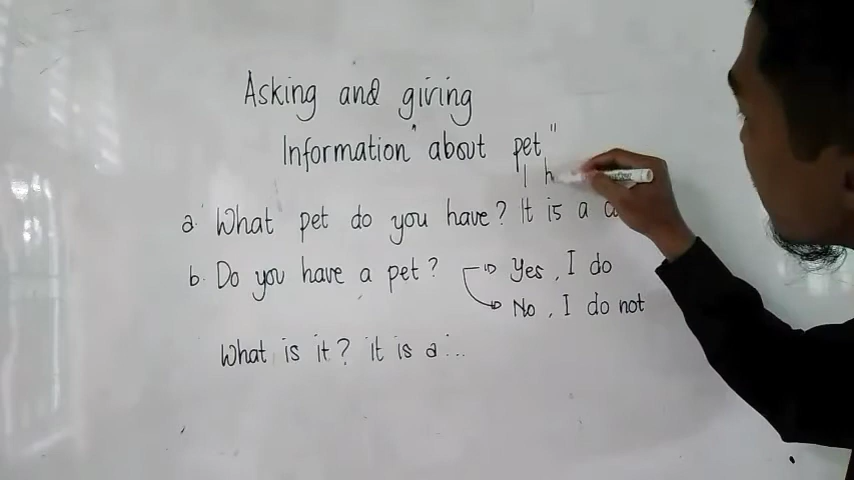 Asking and giving
Information "about pet"
I h
a. What pet do you have? It is a
b. Do you have a pet? Yes, I do
No, I do not
What is it? it is a...